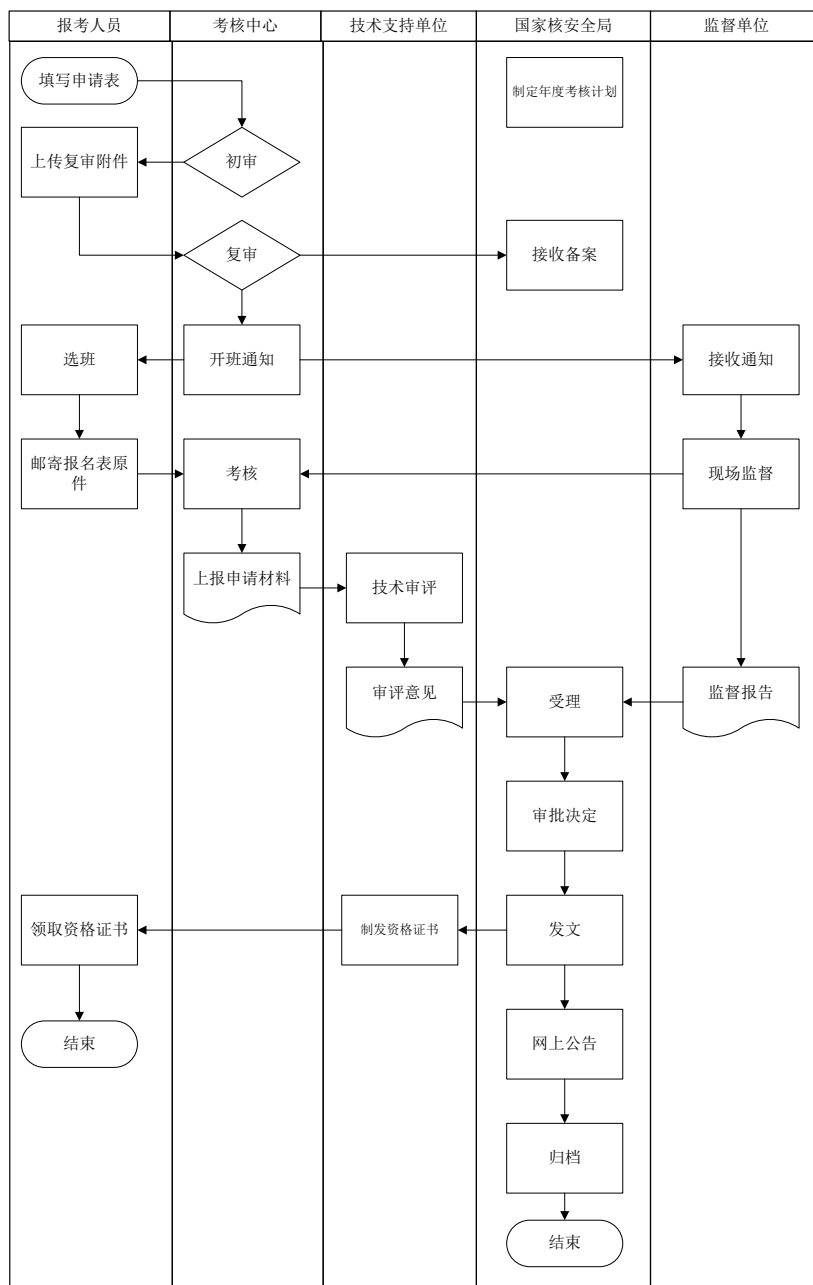 报考人员
考核中心
技术支持单位
国家核安全局
监督单位
填写申请表
制定年度考核计划
上传复审附件
初审
复审
接收备案
选班
开班通知
接收通知
邮寄报名表原
件
考核
现场监督
上报申请材料
技术审评
审评意见
受理
监督报告
审批决定
领取资格证书
制发资格证书
发文
结束
网上公告
归档
结束